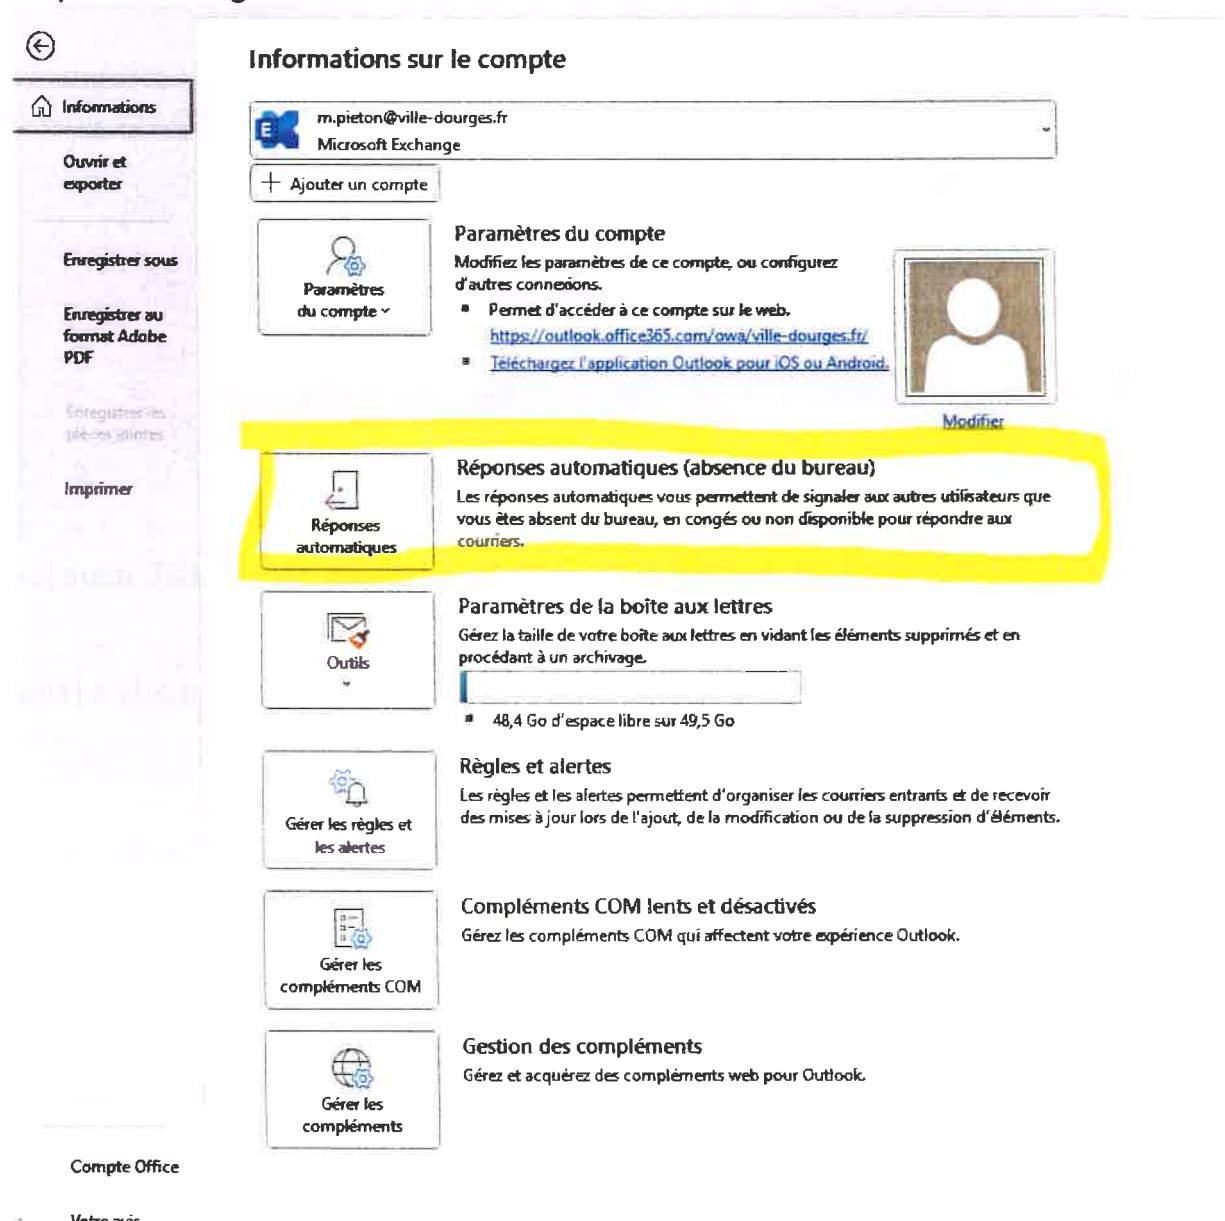 Informations sur le compte
Informations
m.pieton@ville-dourges.fr
Microsoft Exchange
Ouvrir et
exporter
Ajouter un compte
Paramètres du compte
Modifiez les paramètres de ce compte, ou configurez
d'autres connexions.
Permet d'accéder à ce compte sur le web.
https://outlook.office365.com/owa/ville-dourges.fr/
Téléchargez l'application Outlook pour iOS ou Android.
Paramètres
du compte
Modifier
Enregistrer sous
Enregistrer au
format Adobe
PDF
Enregistrer les
pièces jointes
Imprimer
Réponses automatiques (absence du bureau)
Les réponses automatiques vous permettent de signaler aux autres utilisateurs que
vous êtes absent du bureau, en congés ou non disponible pour répondre aux
courriers.
Réponses
automatiques
Paramètres de la boîte aux lettres
Gérez la taille de votre boîte aux lettres en vidant les éléments supprimés et en
procédant à un archivage.
Outils
48,4 Go d'espace libre sur 49,5 Go
Règles et alertes
Les règles et les alertes permettent d'organiser les courriers entrants et de recevoir
des mises à jour lors de l'ajout, de la modification ou de la suppression d'éléments.
Gérer les règles et
les alertes
Compléments COM lents et désactivés
Gérez les compléments COM qui affectent votre expérience Outlook.
Gérer les
compléments COM
Gestion des compléments
Gérez et acquérez des compléments web pour Outlook.
Gérer les
compléments
Compte Office
Votre avis